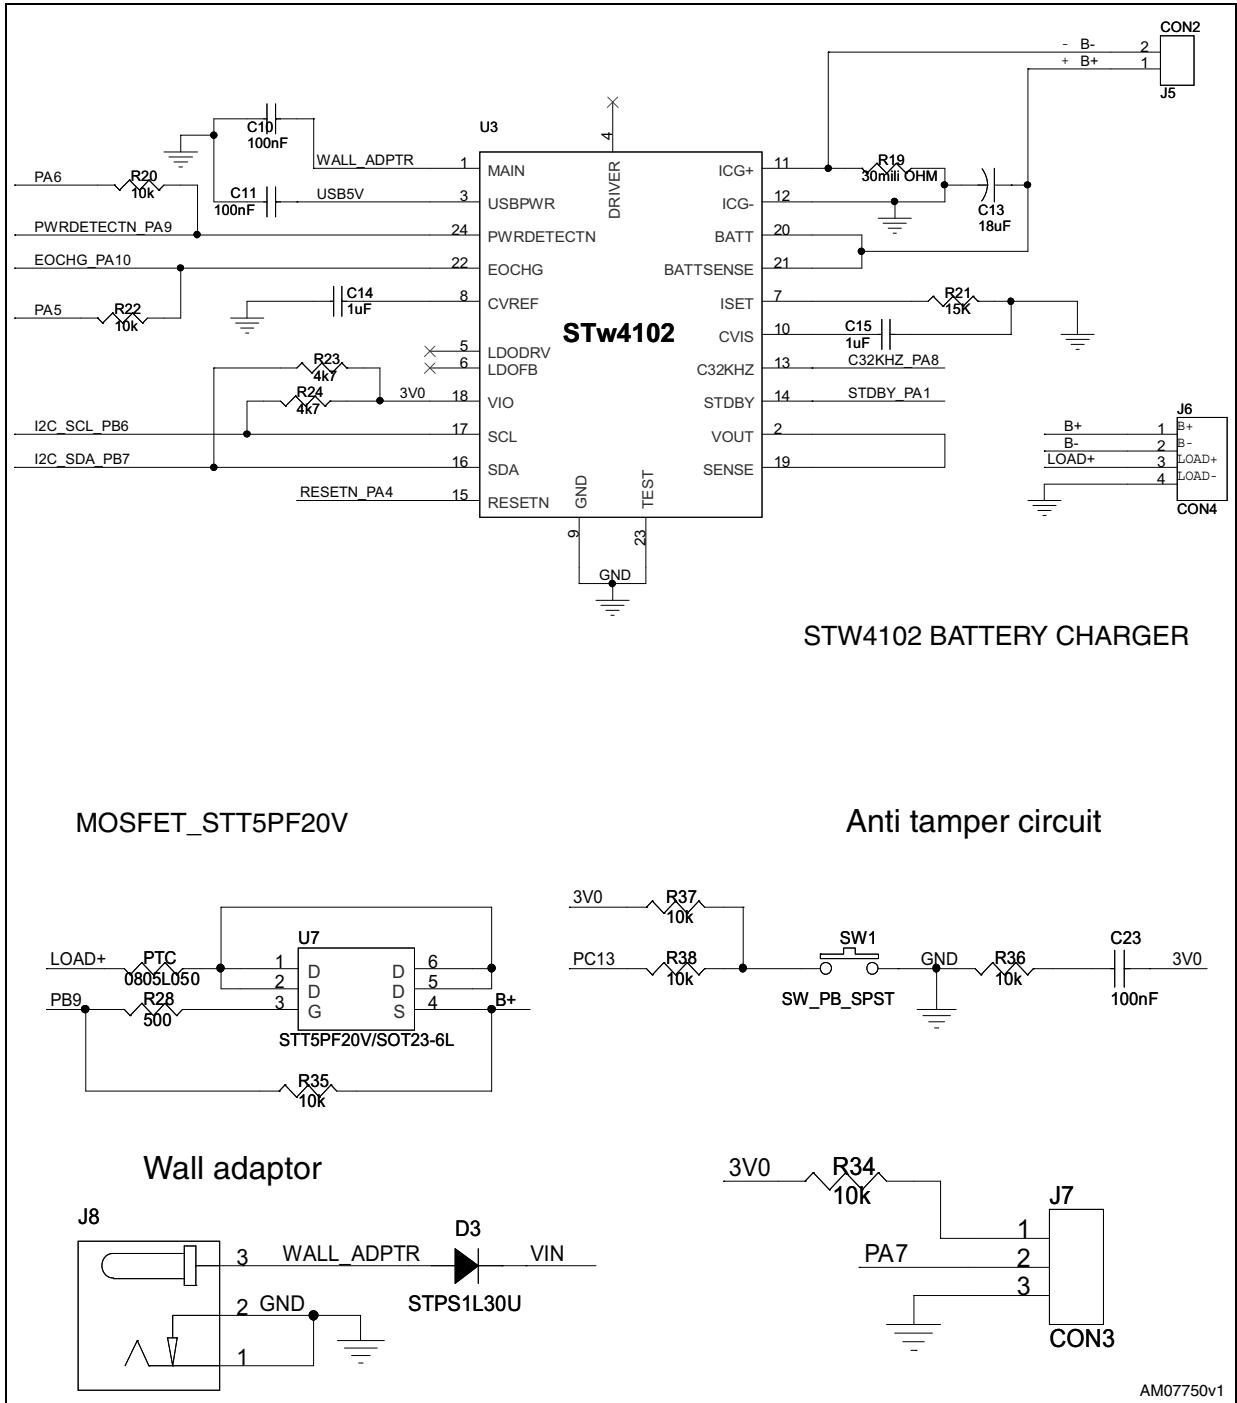 CON2
- B- 2
+ B+ 1
J5
C10
100nF
U3
4
WALL_ADPTR 1 MAIN
DRIVER
ICG+ 11
R19
30mili OHM
PA6
R20
10k
C11
100nF
USB5V 3 USBPWR
ICG- 12
C13
18uF
PWRDETECTN_PA9 24 PWRDETECTN
BATT 20
EOCHG_PA10 22 EOCHG
BATTSENSE 21
C14
1uF
8 CVREF
ISET 7
R21
15K
PA5
R22
10k
STw4102
CVIS 10
C15
1uF
5 LDODRV
6 LDOFB
R23
4k7
C32KHZ 13 C32KHZ_PA8
R24
4k7
3V0 18 VIO
STDBY 14 STDBY_PA1
I2C_SCL_PB6 17 SCL
VOUT 2
I2C_SDA_PB7 16 SDA
SENSE 19
RESETN_PA4 15 RESETN
GND
TEST
9
23
GND
J6
B+ 1 B+
B- 2 B-
LOAD+ 3 LOAD+
4 LOAD-
CON4
STW4102 BATTERY CHARGER
MOSFET_STT5PF20V
U7
LOAD+
PTC
0805L050
1 D D 6
2 D D 5
PB9
R28
500
3 G S 4 B+
STT5PF20V/SOT23-6L
R35
10k
Anti tamper circuit
3V0
R37
10k
PC13
R38
10k
SW1
SW_PB_SPST
GND
R36
10k
C23
100nF
3V0
Wall adaptor
J8
3 WALL_ADPTR
D3
STPS1L30U
VIN
2 GND
1
3V0
R34
10k
J7
1
PA7 2
3
CON3
AM07750v1